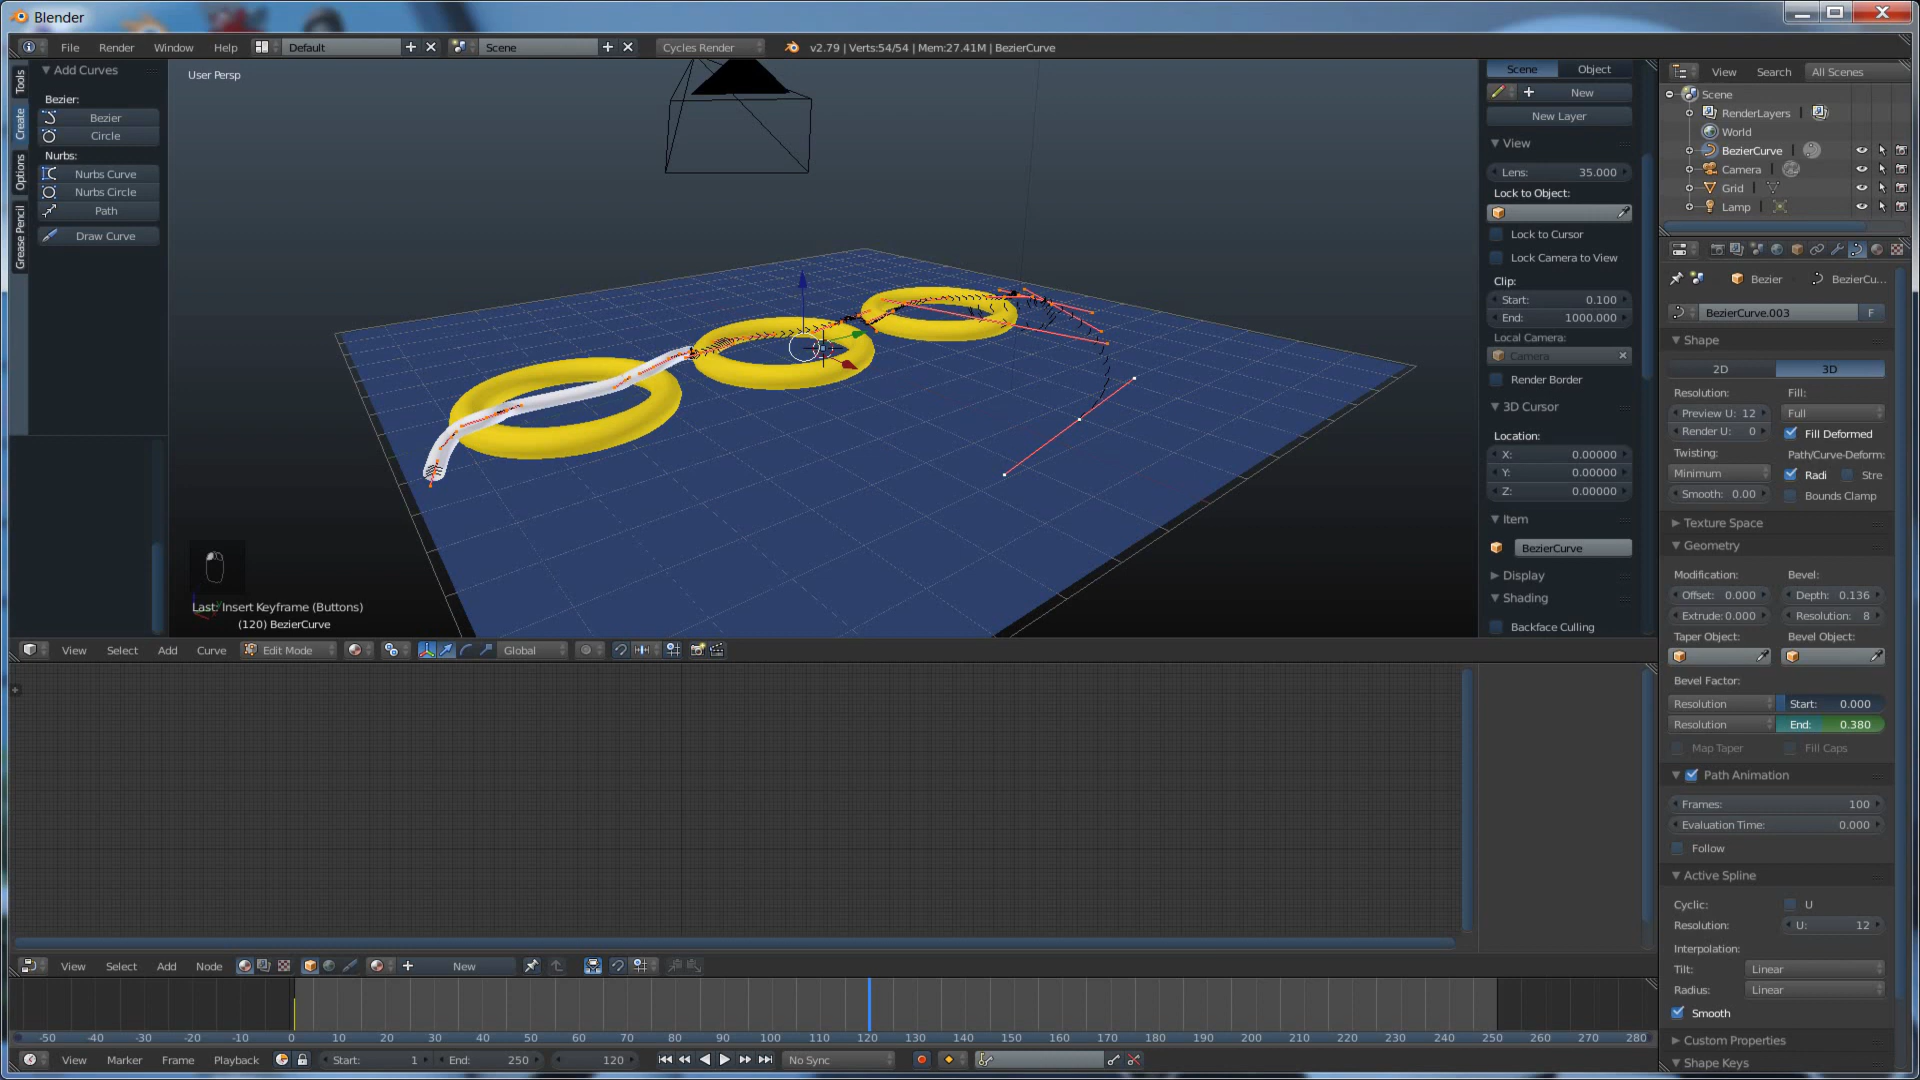 Blender
File Render Window Help Default Scene Cycles Render v2.79 | Verts:54/54 | Mem:27.41M | BezierCurve
Tools
Create
Options
Grease Pencil
Add Curves
Bezier:
Bezier
Circle
Nurbs:
Nurbs Curve
Nurbs Circle
Path
Draw Curve
User Persp
Last: Insert Keyframe (Buttons)
(120) BezierCurve
Scene Object
New
New Layer
View
Lens: 35.000
Lock to Object:
Lock to Cursor
Lock Camera to View
Clip:
Start: 0.100
End: 1000.000
Local Camera:
Camera
Render Border
3D Cursor
Location:
X: 0.00000
Y: 0.00000
Z: 0.00000
Item
BezierCurve
Display
Shading
Backface Culling
View Search All Scenes
Scene
RenderLayers
World
BezierCurve
Camera
Grid
Lamp
Bezier BezierCu...
BezierCurve.003 F
Shape
2D 3D
Resolution: Fill:
Preview U: 12 Full
Render U: 0 Fill Deformed
Twisting: Path/Curve-Deform:
Minimum Radi Stre
Smooth: 0.00 Bounds Clamp
Texture Space
Geometry
Modification: Bevel:
Offset: 0.000 Depth: 0.136
Extrude: 0.000 Resolution: 8
Taper Object: Bevel Object:
Bevel Factor:
Resolution Start: 0.000
Resolution End: 0.380
Map Taper Fill Caps
Path Animation
Frames: 100
Evaluation Time: 0.000
Follow
Active Spline
Cyclic: U
Resolution: U: 12
Interpolation:
Tilt: Linear
Radius: Linear
Smooth
Custom Properties
Shape Keys
View Select Add Curve Edit Mode Global
View Select Add Node New
-50 -40 -30 -20 -10 0 10 20 30 40 50 60 70 80 90 100 110 120 130 140 150 160 170 180 190 200 210 220 230 240 250 260 270 280
View Marker Frame Playback Start: 1 End: 250 120 No Sync